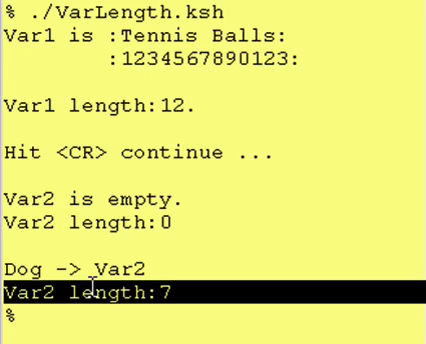 % ./VarLength.ksh
Var1 is :Tennis Balls:
        :1234567890123:
Var1 length:12.
Hit <CR> continue ...
Var2 is empty.
Var2 length:0
Dog -> Var2
Var2 length:7
%